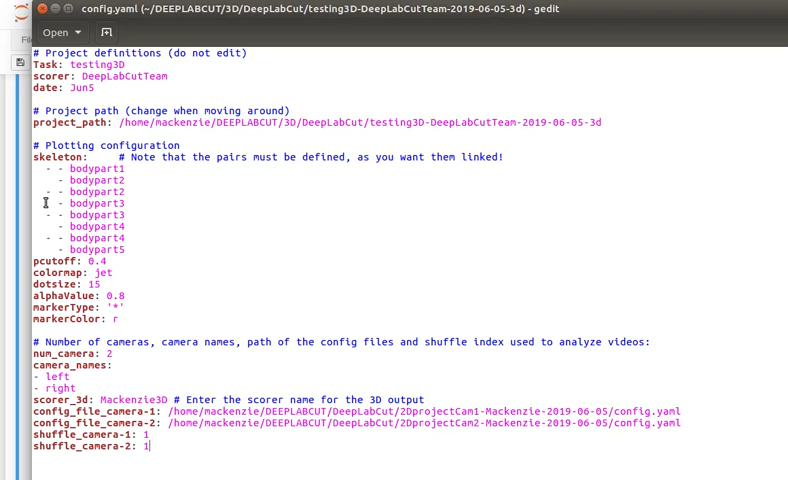 config.yaml (~/DEEPLABCUT/3D/DeepLabCut/testing3D-DeepLabCutTeam-2019-06-05-3d) - gedit
Open
# Project definitions (do not edit)
Task: testing3D
scorer: DeepLabCutTeam
date: Jun5
# Project path (change when moving around)
project_path: /home/mackenzie/DEEPLABCUT/3D/DeepLabCut/testing3D-DeepLabCutTeam-2019-06-05-3d
# Plotting configuration
skeleton: # Note that the pairs must be defined, as you want them linked!
- - bodypart1
- bodypart2
- - bodypart2
- bodypart3
- - bodypart3
- bodypart4
- - bodypart4
- bodypart5
pcutoff: 0.4
colormap: jet
dotsize: 15
alphaValue: 0.8
markerType: '*'
markerColor: r
# Number of cameras, camera names, path of the config files and shuffle index used to analyze videos:
num_camera: 2
camera_names:
- left
- right
scorer_3d: Mackenzie3D # Enter the scorer name for the 3D output
config_file_camera-1: /home/mackenzie/DEEPLABCUT/DeepLabCut/2DprojectCam1-Mackenzie-2019-06-05/config.yaml
config_file_camera-2: /home/mackenzie/DEEPLABCUT/DeepLabCut/2DprojectCam2-Mackenzie-2019-06-05/config.yaml
shuffle_camera-1: 1
shuffle_camera-2: 1